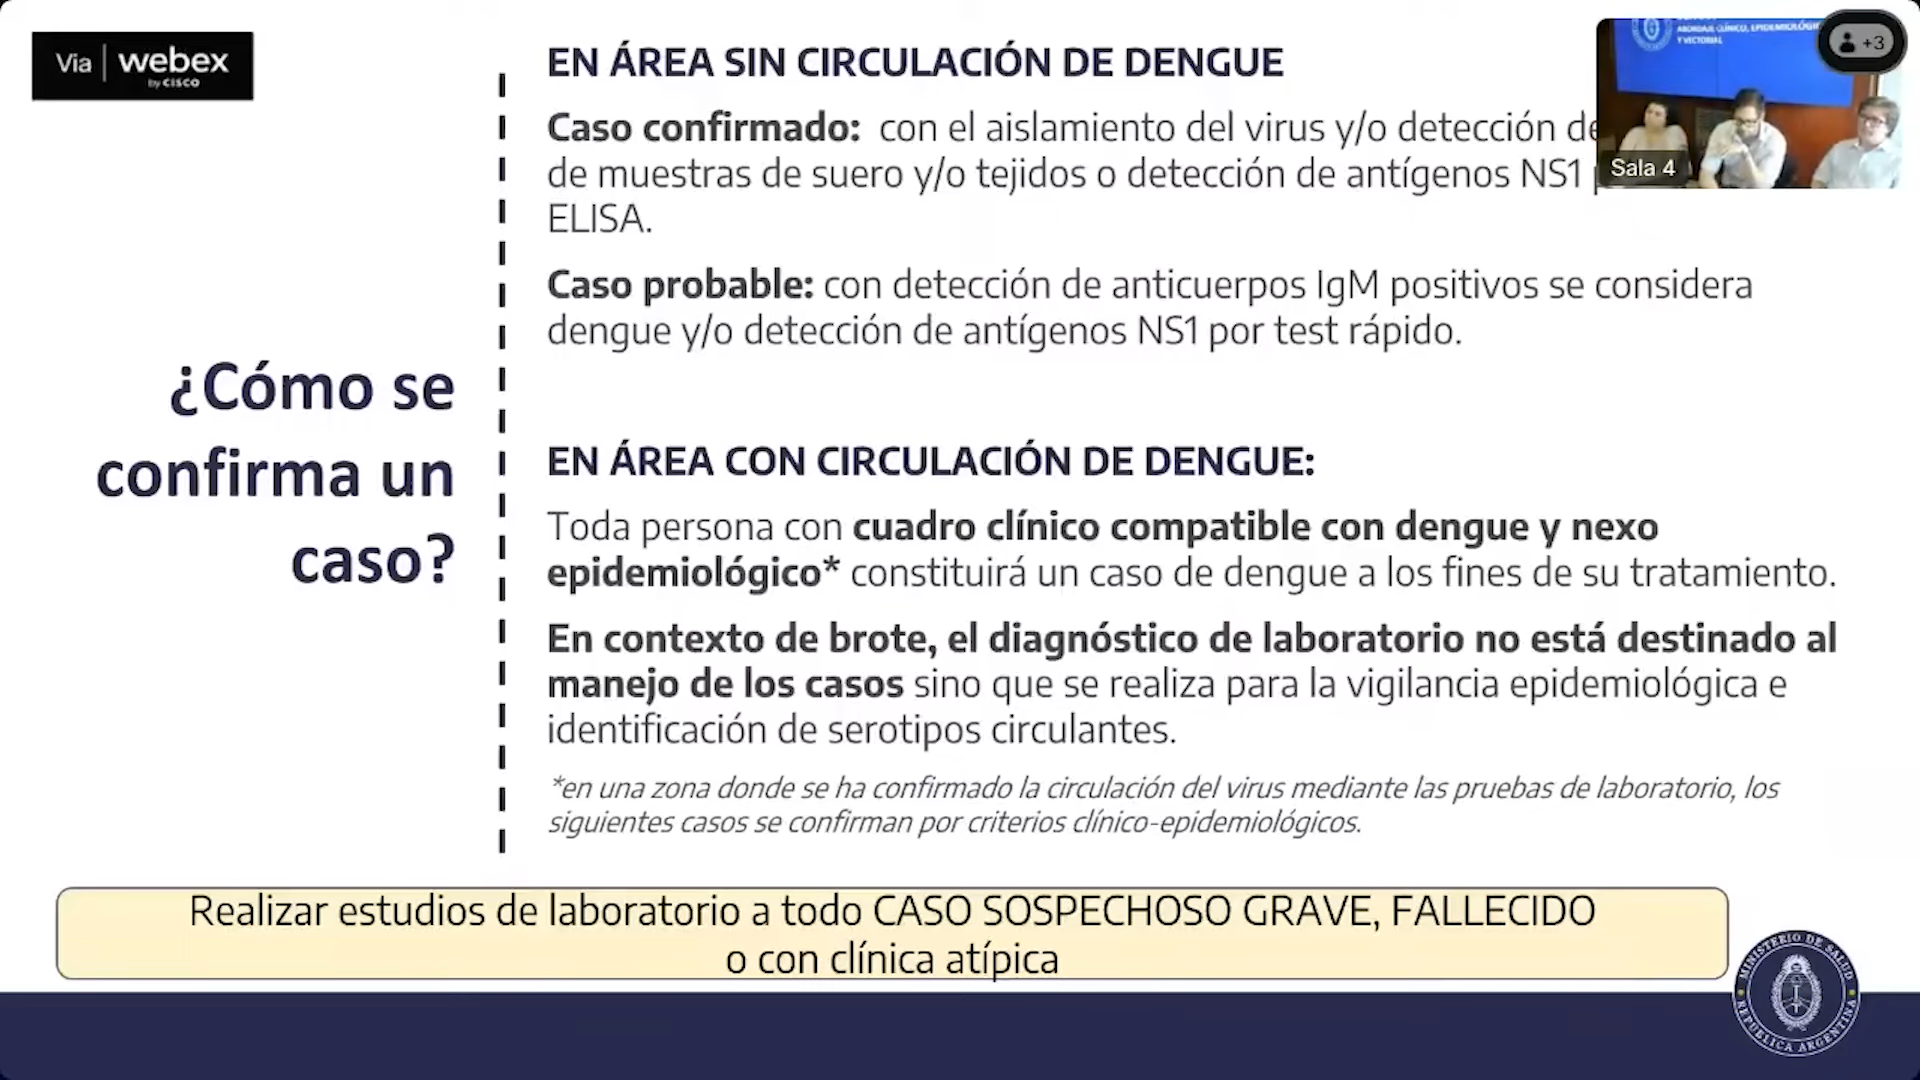 Via | webex
by CISCO
EN ÁREA SIN CIRCULACIÓN DE DENGUE
Caso confirmado: con el aislamiento del virus y/o detección de
de muestras de suero y/o tejidos o detección de antígenos NS1
ELISA.
Caso probable: con detección de anticuerpos IgM positivos se considera
dengue y/o detección de antígenos NS1 por test rápido.
¿Cómo se
confirma un
caso?
EN ÁREA CON CIRCULACIÓN DE DENGUE:
Toda persona con cuadro clínico compatible con dengue y nexo
epidemiológico* constituirá un caso de dengue a los fines de su tratamiento.
En contexto de brote, el diagnóstico de laboratorio no está destinado al
manejo de los casos sino que se realiza para la vigilancia epidemiológica e
identificación de serotipos circulantes.
*en una zona donde se ha confirmado la circulación del virus mediante las pruebas de laboratorio, los
siguientes casos se confirman por criterios clínico-epidemiológicos.
Realizar estudios de laboratorio a todo CASO SOSPECHOSO GRAVE, FALLECIDO
o con clínica atípica
ABORDAJE CLÍNICO, EPIDEMIOLÓGI
Y VECTORIAL
+3
Sala 4
MINISTERIO DE SALUD
REPÚBLICA ARGENTINA